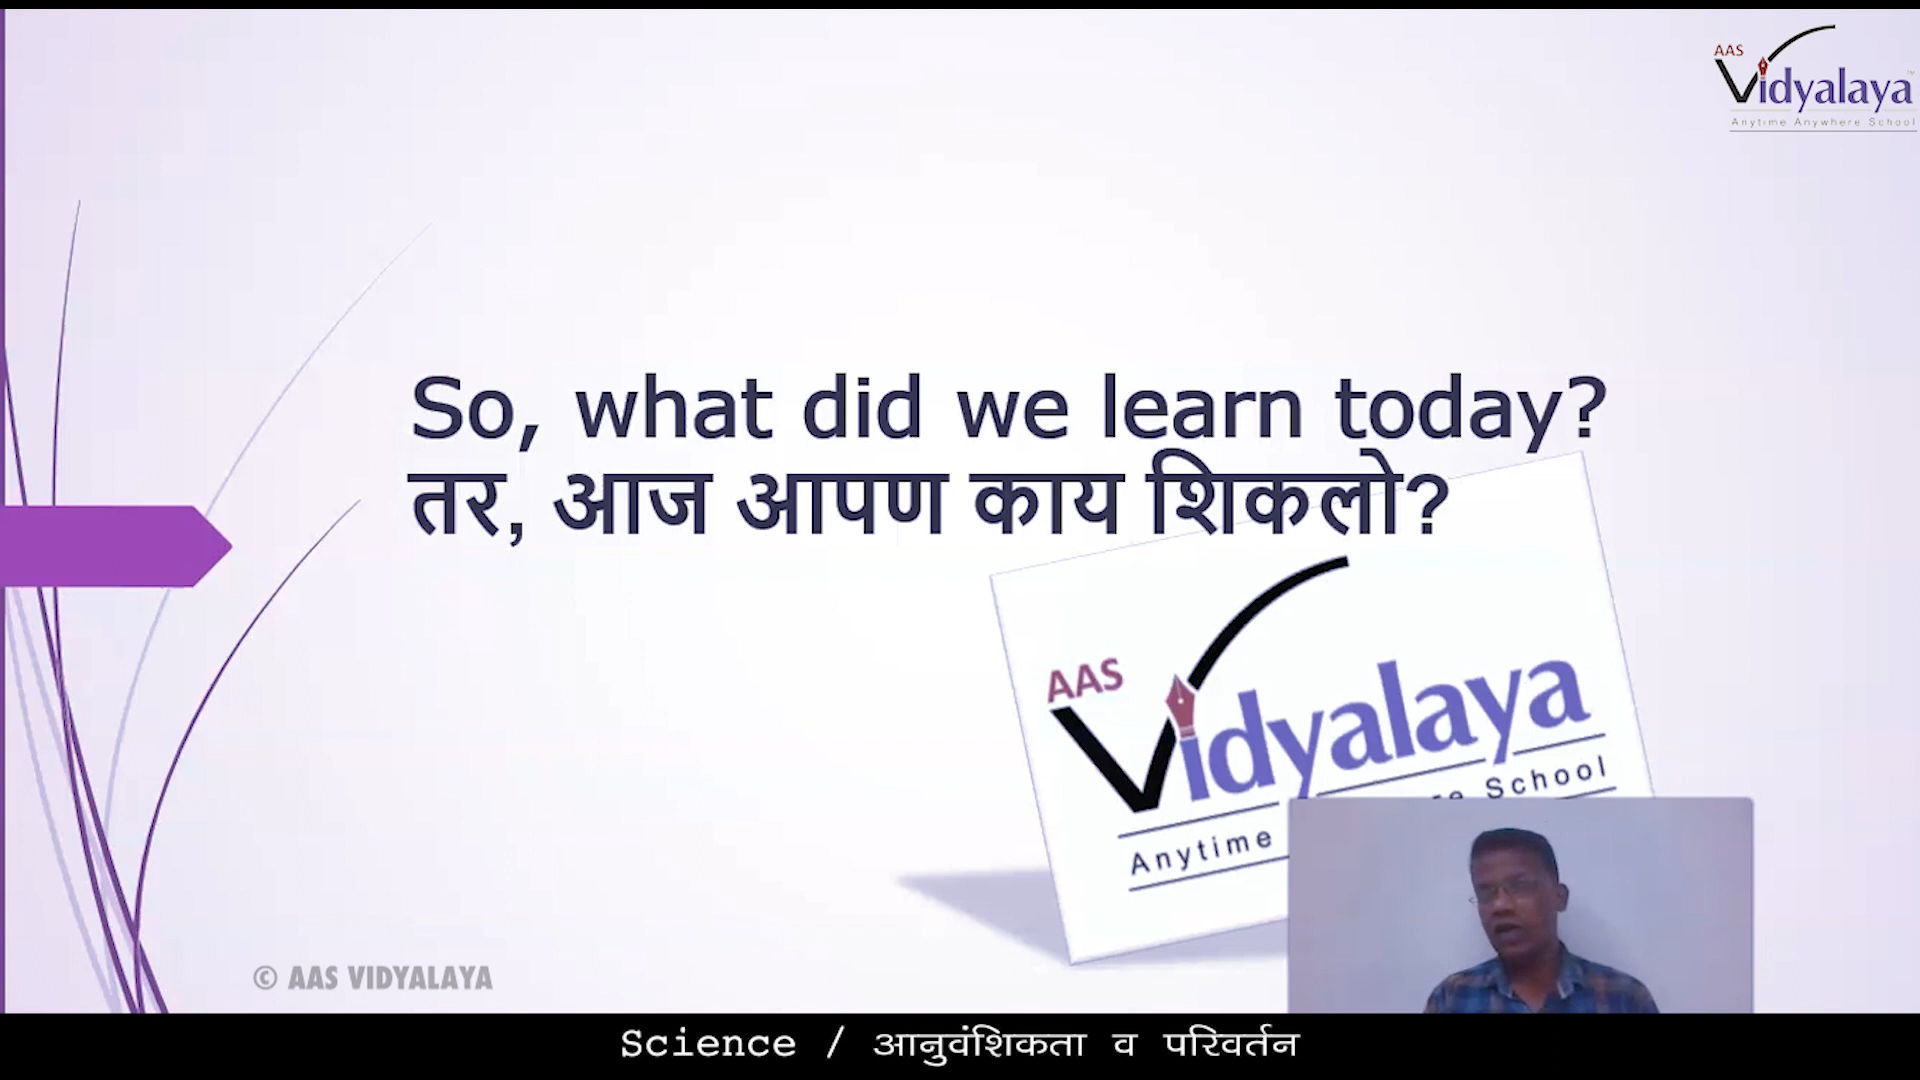 AAS
Vidyalaya
Anytime Anywhere School
So, what did we learn today?
तर, आज आपण काय शिकलो?
AAS
Vidyalaya
Anytime School
© AAS VIDYALAYA
Science / आनुवंशिकता व परिवर्तन